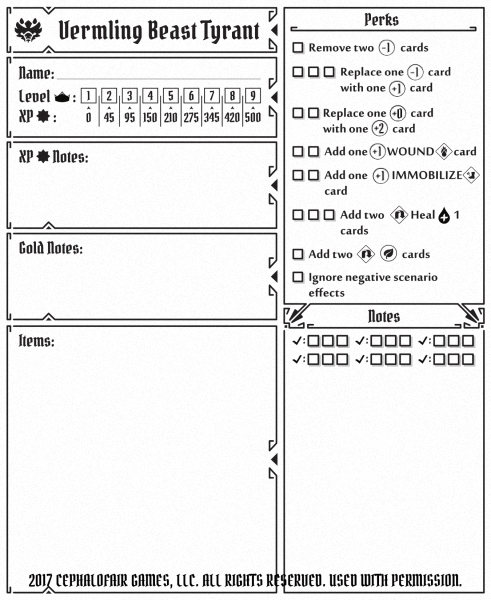 Vermling Beast Tyrant
Name:
Level :
1 2 3 4 5 6 7 8 9
XP :
0 45 95 150 210 275 345 420 500
XP Notes:
Gold Notes:
Items:
Perks
Remove two -1 cards
Replace one -1 card
with one +1 card
Replace one +0 card
with one +2 card
Add one +1 WOUND card
Add one +1 IMMOBILIZE
card
Add two Heal 1
cards
Add two cards
Ignore negative scenario
effects
Notes
✓: ✓: ✓:
✓: ✓: ✓:
2017 CEPHALOFAIR GAMES, LLC. ALL RIGHTS RESERVED. USED WITH PERMISSION.